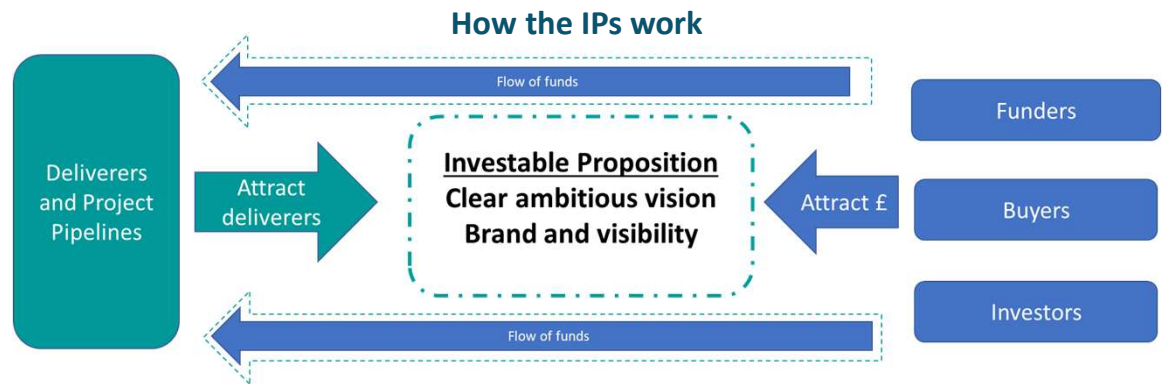 How the IPs work
Flow of funds
Deliverers
and Project
Pipelines
Attract
deliverers
Investable Proposition
Clear ambitious vision
Brand and visibility
Attract £
Funders
Buyers
Investors
Flow of funds